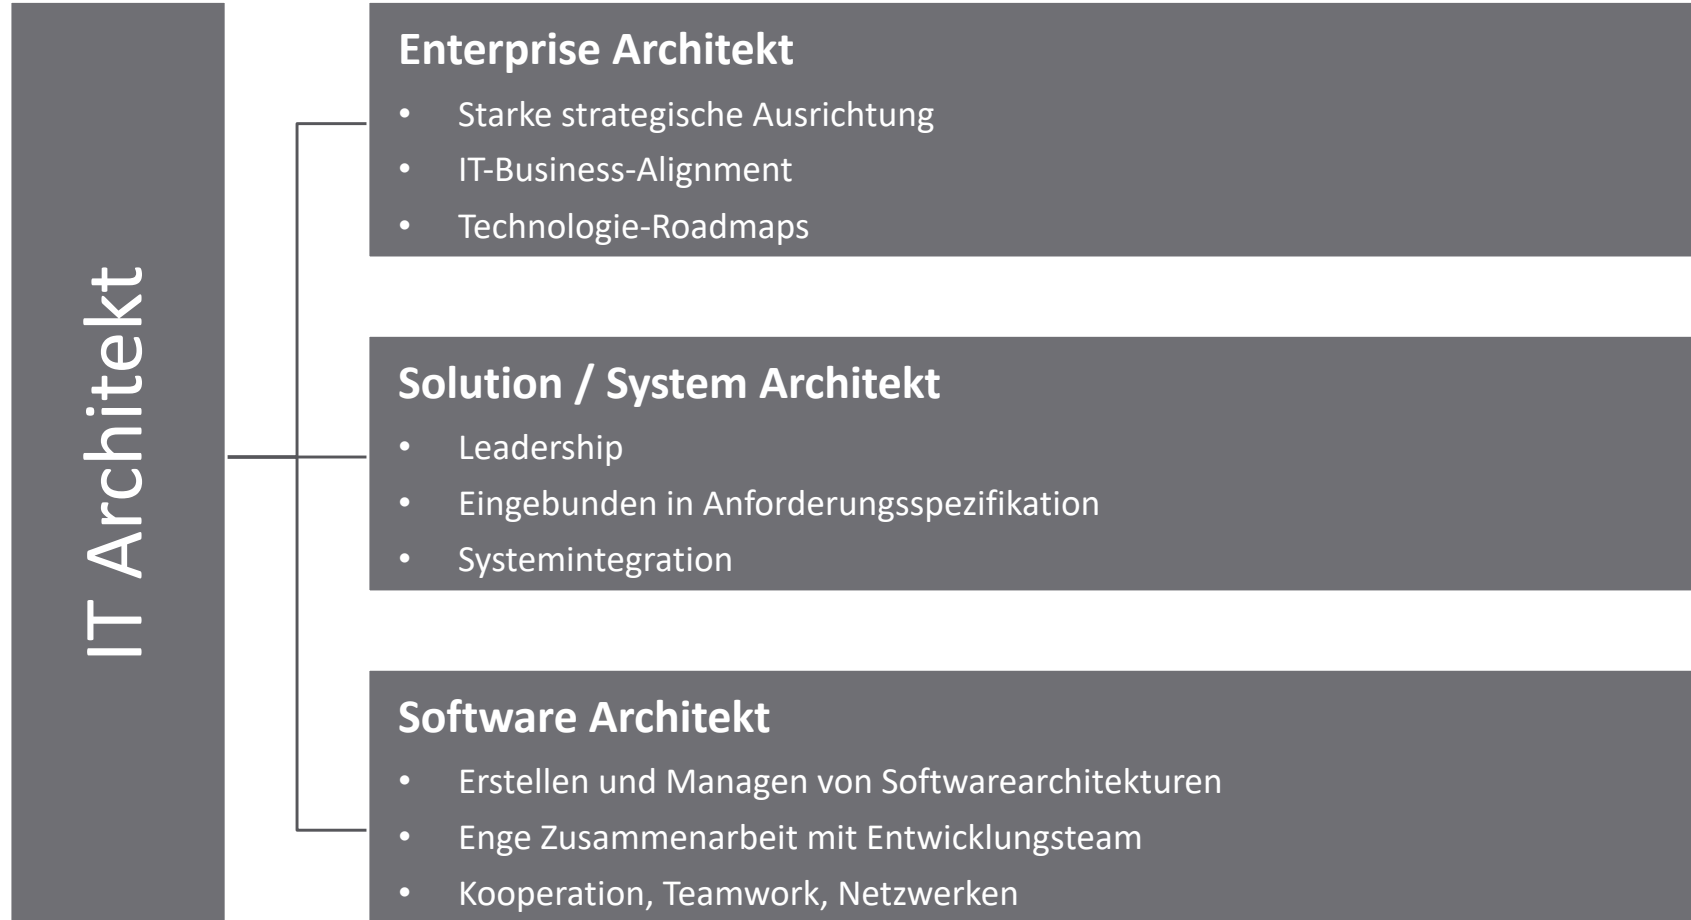 IT Architekt
Enterprise Architekt
• Starke strategische Ausrichtung
• IT-Business-Alignment
• Technologie-Roadmaps
Solution / System Architekt
• Leadership
• Eingebunden in Anforderungsspezifikation
• Systemintegration
Software Architekt
• Erstellen und Managen von Softwarearchitekturen
• Enge Zusammenarbeit mit Entwicklungsteam
• Kooperation, Teamwork, Netzwerken